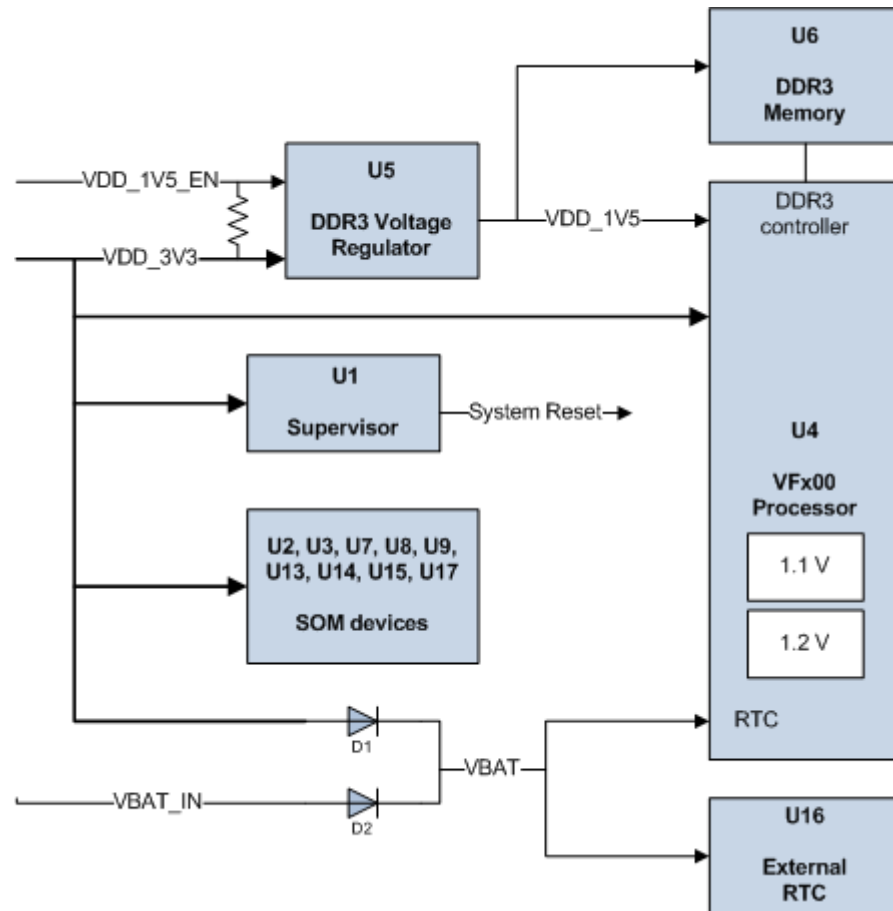 U6
DDR3
Memory
VDD_1V5_EN
U5
DDR3 Voltage
Regulator
VDD_1V5
DDR3
controller
VDD_3V3
U1
Supervisor
System Reset
U4
VFx00
Processor
1.1 V
1.2 V
U2, U3, U7, U8, U9,
U13, U14, U15, U17
SOM devices
D1
RTC
VBAT
VBAT_IN
D2
U16
External
RTC